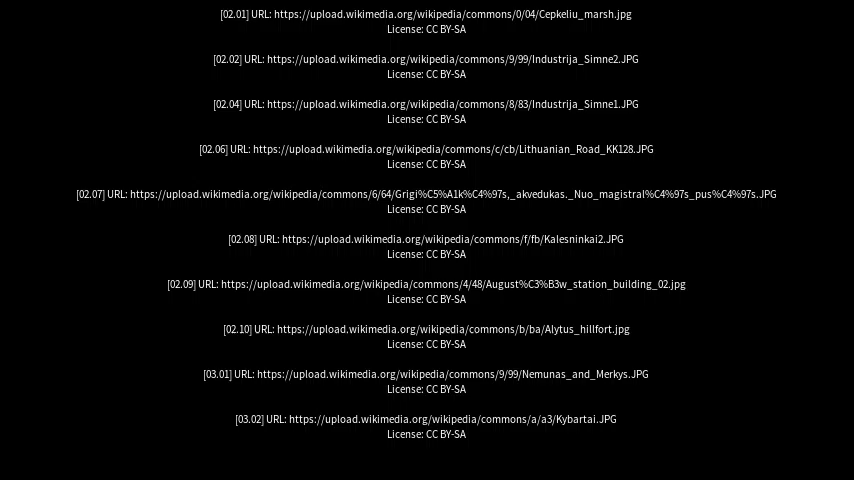 [02.01] URL: https://upload.wikimedia.org/wikipedia/commons/0/04/Cepkeliu_marsh.jpg
License: CC BY-SA
[02.02] URL: https://upload.wikimedia.org/wikipedia/commons/9/99/Industrija_Simne2.JPG
License: CC BY-SA
[02.04] URL: https://upload.wikimedia.org/wikipedia/commons/8/83/Industrija_Simne1.JPG
License: CC BY-SA
[02.06] URL: https://upload.wikimedia.org/wikipedia/commons/c/cb/Lithuanian_Road_KK128.JPG
License: CC BY-SA
[02.07] URL: https://upload.wikimedia.org/wikipedia/commons/6/64/Grigi%C5%A1k%C4%97s,_akvedukas._Nuo_magistral%C4%97s_pus%C4%97s.JPG
License: CC BY-SA
[02.08] URL: https://upload.wikimedia.org/wikipedia/commons/f/fb/Kalesninkai2.JPG
License: CC BY-SA
[02.09] URL: https://upload.wikimedia.org/wikipedia/commons/4/48/August%C3%B3w_station_building_02.jpg
License: CC BY-SA
[02.10] URL: https://upload.wikimedia.org/wikipedia/commons/b/ba/Alytus_hillfort.jpg
License: CC BY-SA
[03.01] URL: https://upload.wikimedia.org/wikipedia/commons/9/99/Nemunas_and_Merkys.JPG
License: CC BY-SA
[03.02] URL: https://upload.wikimedia.org/wikipedia/commons/a/a3/Kybartai.JPG
License: CC BY-SA